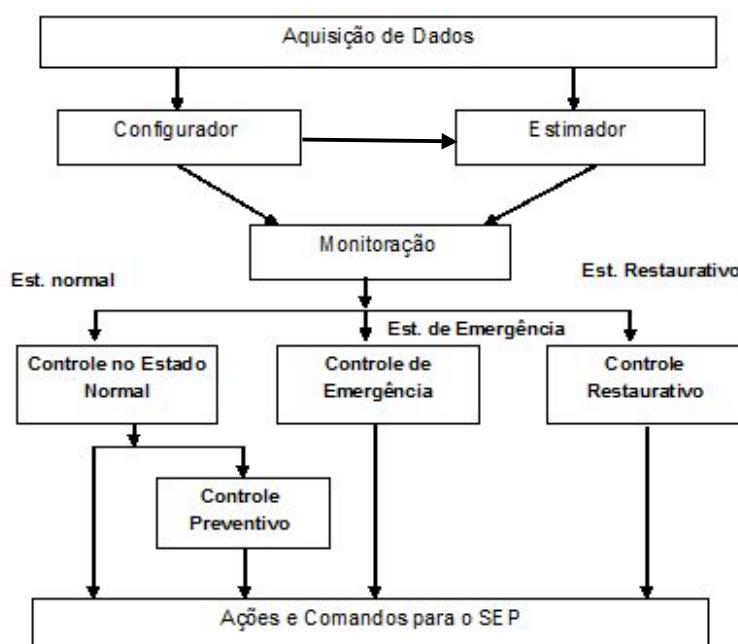 Aquisição de Dados
Configurador
Estimador
Monitoração
Est. normal
Est. Restaurativo
Est. de Emergência
Controle no Estado
Normal
Controle de
Emergência
Controle
Restaurativo
Controle
Preventivo
Ações e Comandos para o SEP